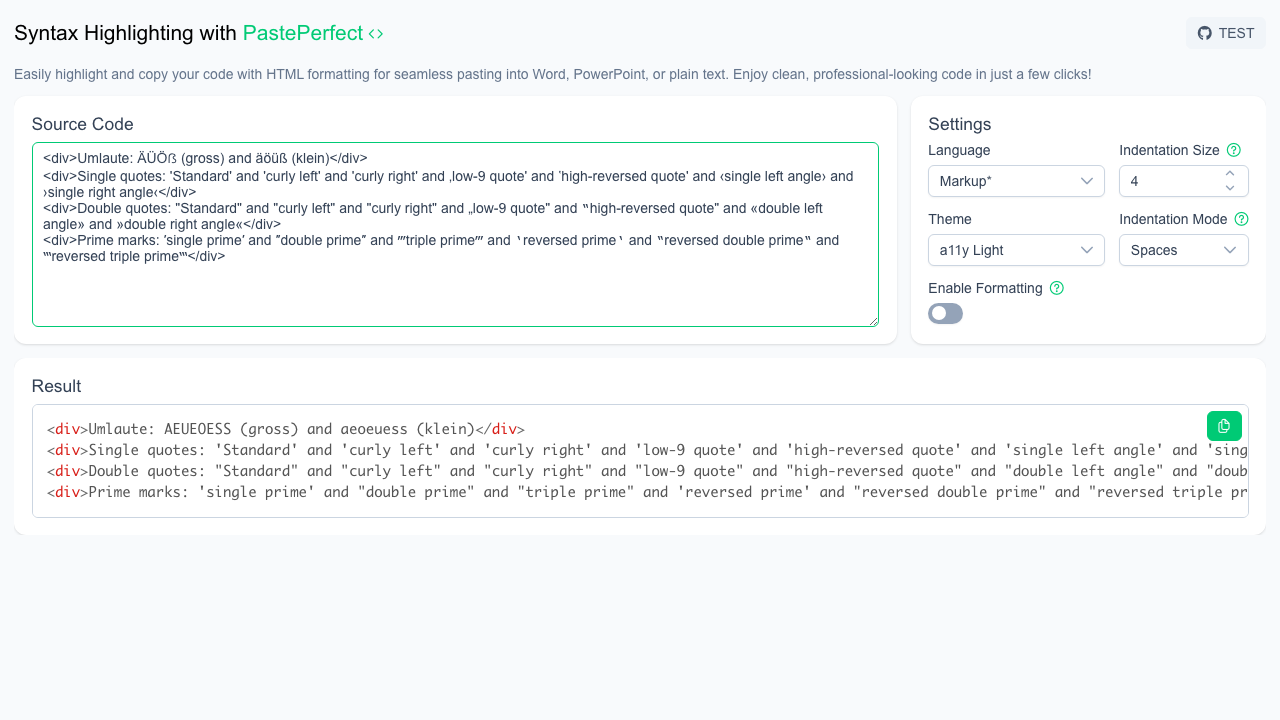 Syntax Highlighting with PastePerfect <>
TEST
Easily highlight and copy your code with HTML formatting for seamless pasting into Word, PowerPoint, or plain text. Enjoy clean, professional-looking code in just a few clicks!
Source Code
<div>Umlaute: ÄÜÖẞ (gross) and äöüß (klein)</div>
<div>Single quotes: 'Standard' and 'curly left' and 'curly right' and ‚low-9 quote' and ‛high-reversed quote' and ‹single left angle› and
›single right angle‹</div>
<div>Double quotes: "Standard" and "curly left" and "curly right" and „low-9 quote" and ‟high-reversed quote" and «double left
angle» and »double right angle«</div>
<div>Prime marks: ′single prime′ and ″double prime″ and ‴triple prime‴ and ‵reversed prime‵ and ‶reversed double prime‶ and
‷reversed triple prime‷</div>
Settings
Language
Indentation Size
Markup*
4
Theme
Indentation Mode
a11y Light
Spaces
Enable Formatting
Result
<div>Umlaute: AEUEOESS (gross) and aeoeuess (klein)</div>
<div>Single quotes: 'Standard' and 'curly left' and 'curly right' and 'low-9 quote' and 'high-reversed quote' and 'single left angle' and 'sing
<div>Double quotes: "Standard" and "curly left" and "curly right" and "low-9 quote" and "high-reversed quote" and "double left angle" and "doub
<div>Prime marks: 'single prime' and "double prime" and "triple prime" and 'reversed prime' and "reversed double prime" and "reversed triple pr